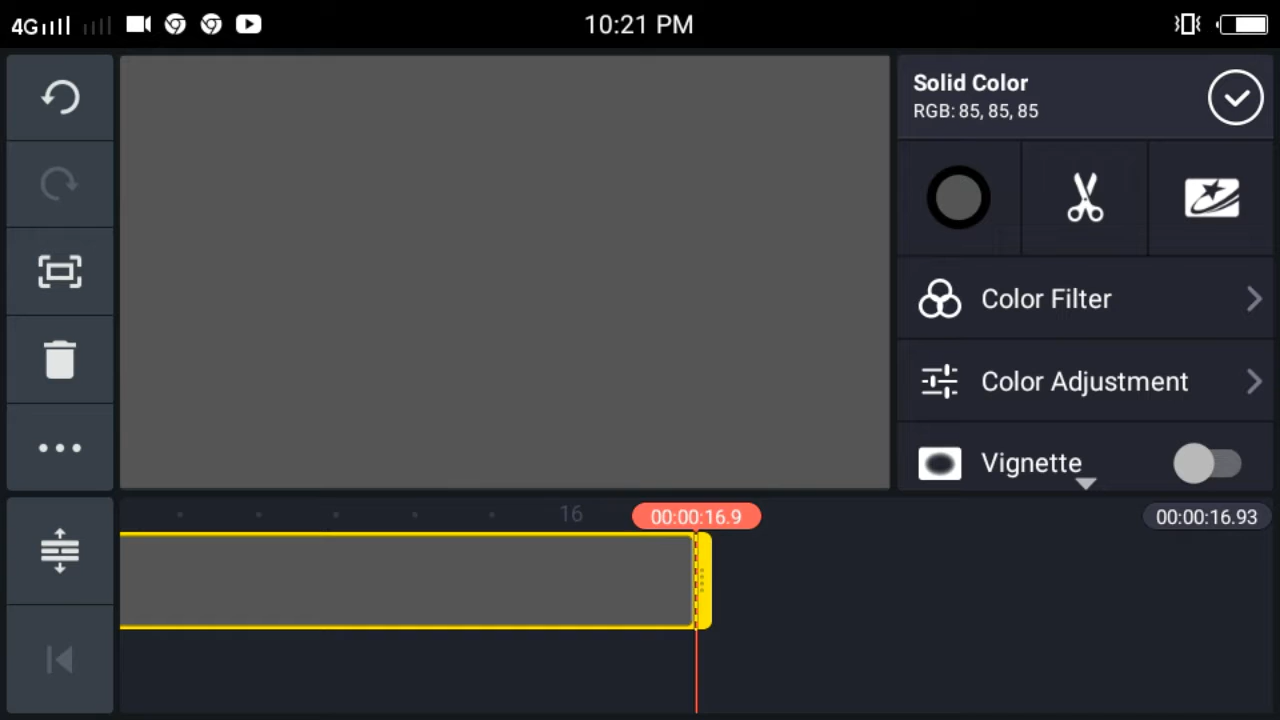 4G
10:21 PM
Solid Color
RGB: 85, 85, 85
Color Filter
Color Adjustment
Vignette
16
00:00:16.9
00:00:16.93